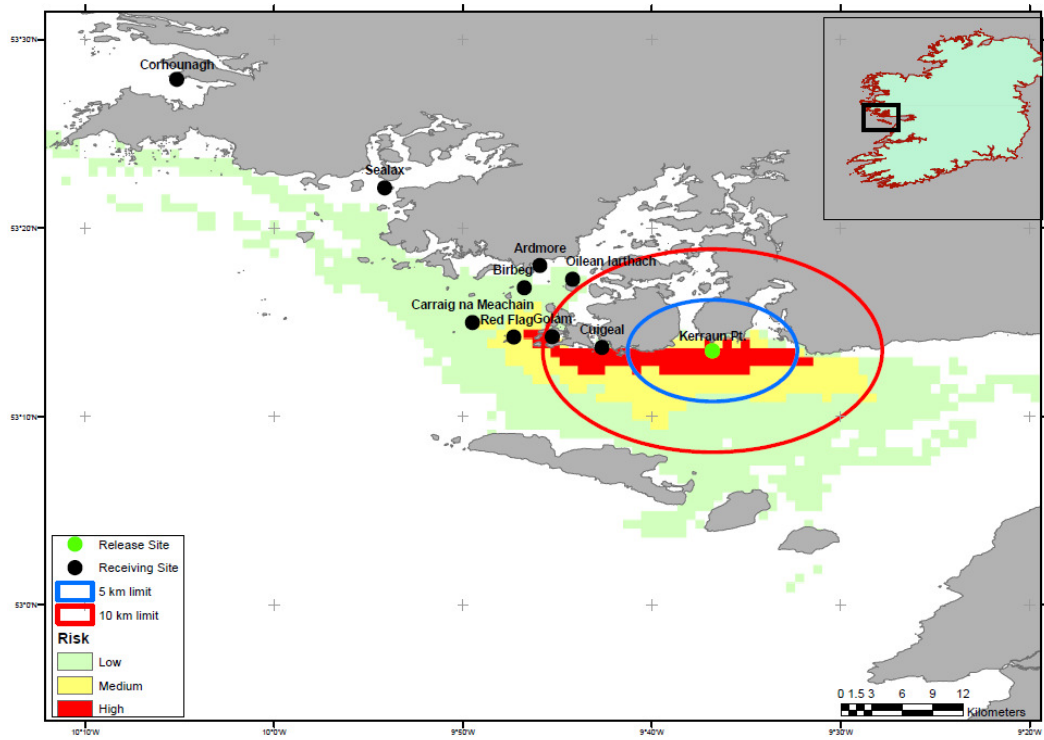 53°30'N
Corhounagh
Sealax
53°20'N
Ardmore
Birbeg
Oilean Iarthach
Carraig na Meachain
Red Flag
Golam
Cuigeal
Kerraun Pt.
53°10'N
53°0'N
Release Site
Receiving Site
5 km limit
10 km limit
Risk
Low
Medium
High
0 1.5 3 6 9 12
Kilometers
10°10'W 10°0'W 9°50'W 9°40'W 9°30'W 9°20'W